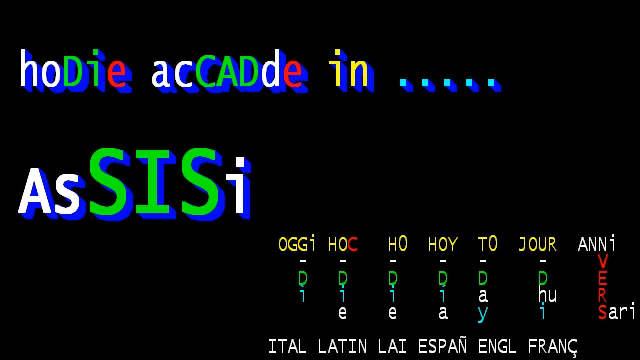 hoDie acCADde in .....
AsSISi
OGGi HOC HO HOY TO JOUR ANNi
- - - - - - V
D D D D D D E
i i i i a hu R
e e a y i Sari
ITAL LATIN LAI ESPAÑ ENGL FRANÇ